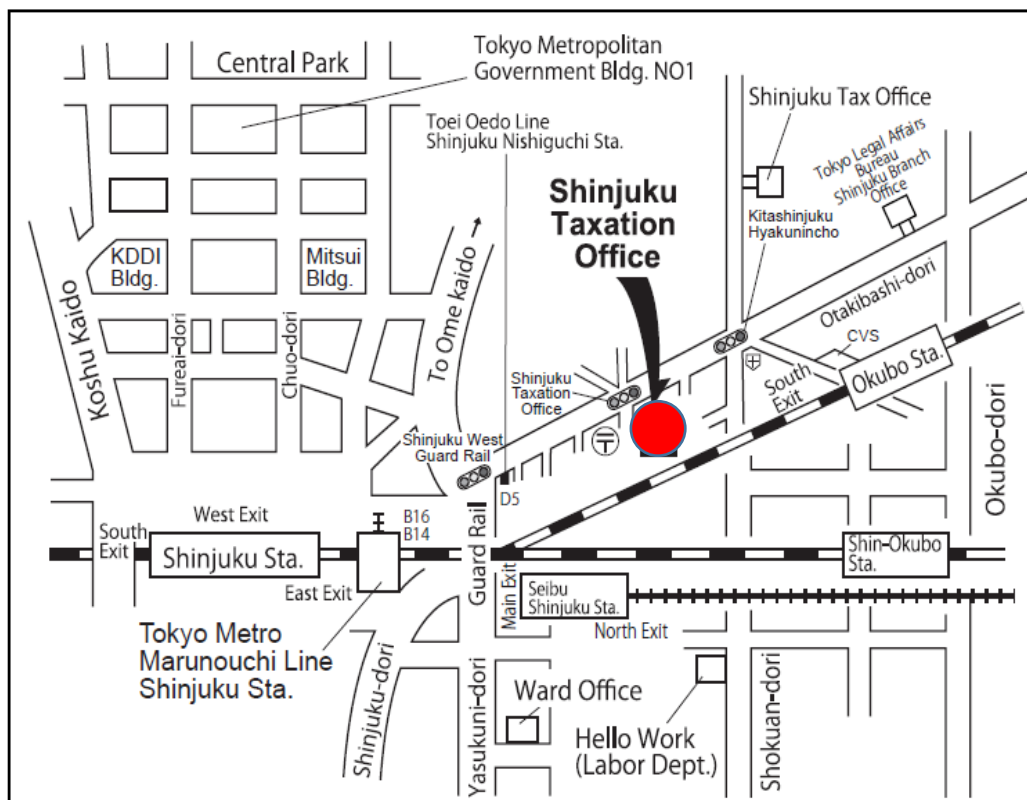 Central Park
Tokyo Metropolitan
Government Bldg. NO1
Toei Oedo Line
Shinjuku Nishiguchi Sta.
Shinjuku Tax Office
Tokyo Legal Affairs
Bureau
Shinjuku Branch
Office
Shinjuku
Taxation
Office
Kitashinjuku
Hyakunincho
KDDI
Bldg.
Mitsui
Bldg.
Koshu Kaido
Fureai-dori
Chuo-dori
To Ome kaido
Otakibashi-dori
CVS
South
Exit
Okubo Sta.
Okubo-dori
Shinjuku
Taxation
Office
Shinjuku West
Guard Rail
〒
D5
B16
B14
West Exit
South
Exit
Shinjuku Sta.
East Exit
Guard Rail
Main Exit
Seibu
Shinjuku Sta.
North Exit
Shin-Okubo
Sta.
Tokyo Metro
Marunouchi Line
Shinjuku Sta.
Shinjuku-dori
Yasukuni-dori
Ward Office
Hello Work
(Labor Dept.)
Shokuan-dori